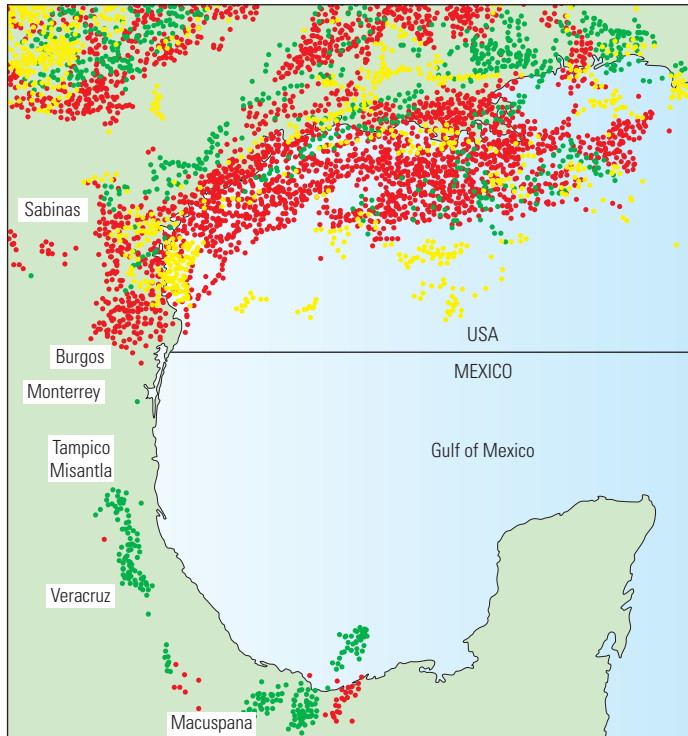 Sabinas
USA
Burgos
MEXICO
Monterrey
Tampico
Misantla
Gulf of Mexico
Veracruz
Macuspana